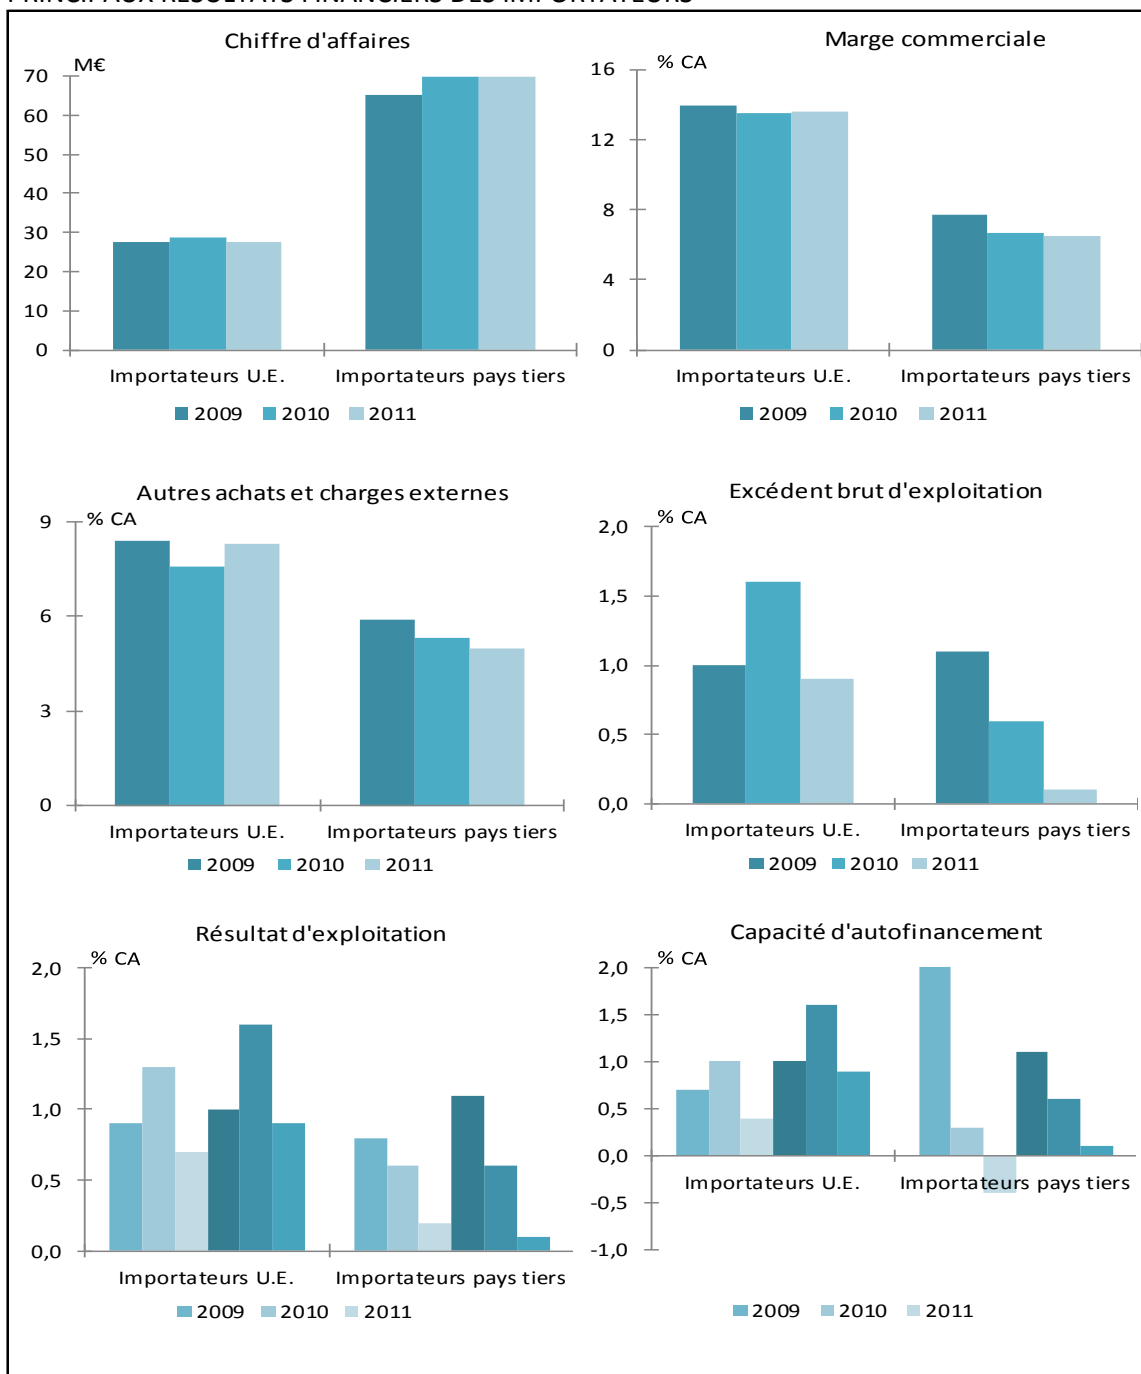 PRINCIPAUX RÉSULTATS FINANCIERS DES IMPORTATEURS
Chiffre d'affaires
M€
70
60
50
40
30
20
10
0
Importateurs U.E.
Importateurs pays tiers
2009 2010 2011
Marge commerciale
% CA
16
12
8
4
0
Importateurs U.E.
Importateurs pays tiers
2009 2010 2011
Autres achats et charges externes
% CA
9
6
3
0
Importateurs U.E.
Importateurs pays tiers
2009 2010 2011
Excédent brut d'exploitation
% CA
2,0
1,5
1,0
0,5
0,0
Importateurs U.E.
Importateurs pays tiers
2009 2010 2011
Résultat d'exploitation
% CA
2,0
1,5
1,0
0,5
0,0
Importateurs U.E.
Importateurs pays tiers
2009 2010 2011
Capacité d'autofinancement
% CA
2,0
1,5
1,0
0,5
0,0
-0,5
-1,0
Importateurs U.E.
Importateurs pays tiers
2009 2010 2011